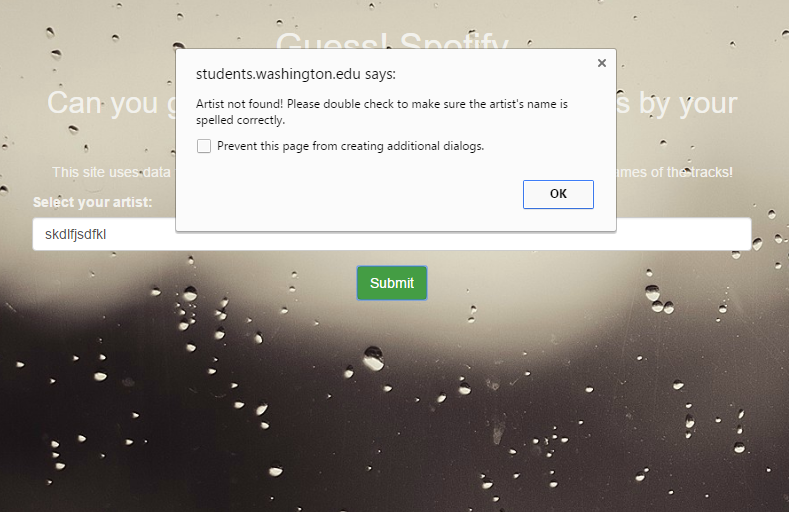 Guess! Spotify
students.washington.edu says:
Artist not found! Please double check to make sure the artist's name is
spelled correctly.
Prevent this page from creating additional dialogs.
OK
Can you g
s by your
This site uses data
ames of the tracks!
Select your artist:
skdlfjsdfkl
Submit